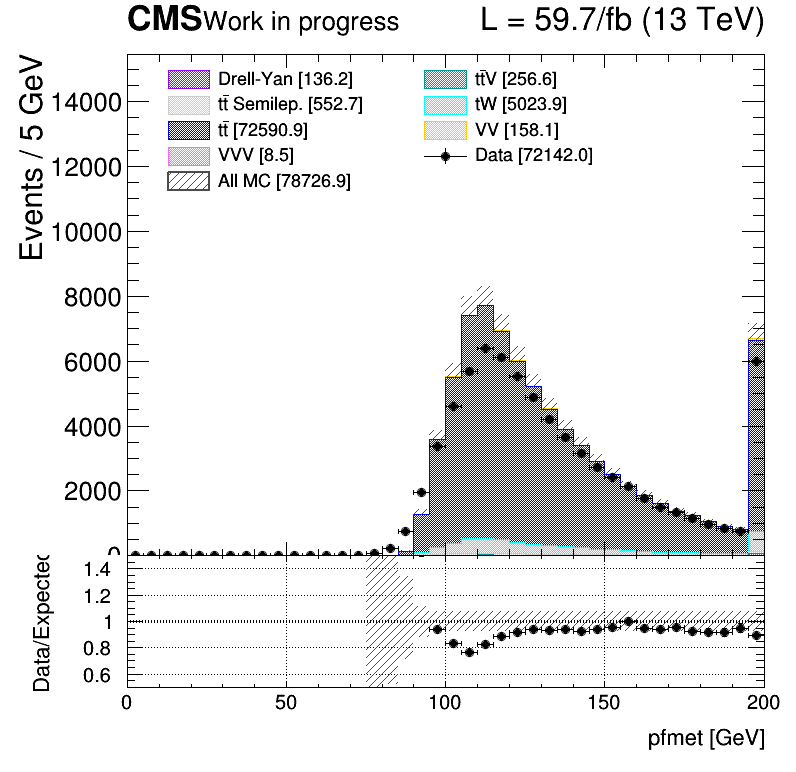 CMS Work in progress L = 59.7/fb (13 TeV)
Drell-Yan [136.2]
tt̄ Semilep. [552.7]
tt̄ [72590.9]
VVV [8.5]
All MC [78726.9]
tt̄V [256.6]
tW [5023.9]
VV [158.1]
Data [72142.0]
Events / 5 GeV
14000
12000
10000
8000
6000
4000
2000
0
Data/Expected
1.4
1.2
1
0.8
0.6
0 50 100 150 200
pfmet [GeV]